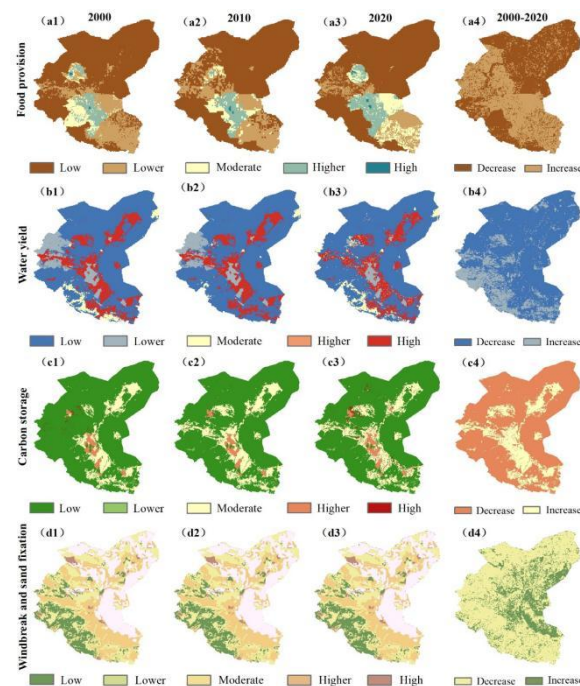 2000 2010 2020 2000-2020
(a1) (a2) (a3) (a4)
Food provision
Low Lower Moderate Higher High Decrease Increase
(b1) (b2) (b3) (b4)
Water yield
Low Lower Moderate Higher High Decrease Increase
(c1) (c2) (c3) (c4)
Carbon storage
Low Lower Moderate Higher High Decrease Increase
(d1) (d2) (d3) (d4)
Windbreak and sand fixation
Low Lower Moderate Higher High Decrease Increase